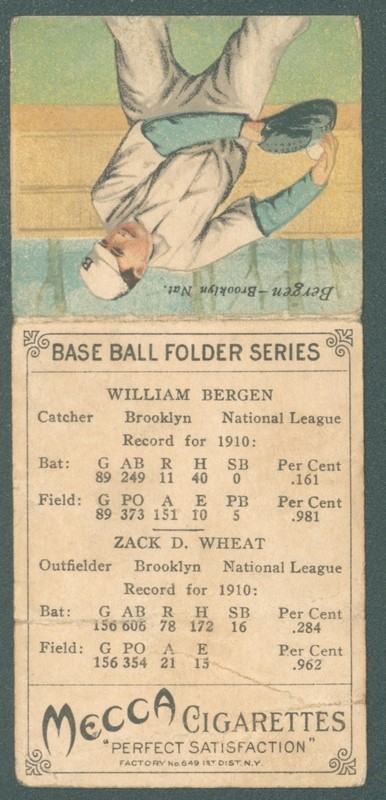 Bergen—Brooklyn Nat.
B
BASE BALL FOLDER SERIES
WILLIAM BERGEN
Catcher Brooklyn National League
Record for 1910:
Bat: G AB R H SB Per Cent
89 249 11 40 0 .161
Field: G PO A E PB Per Cent
89 373 151 10 5 .981
ZACK D. WHEAT
Outfielder Brooklyn National League
Record for 1910:
Bat: G AB R H SB Per Cent
156 606 78 172 16 .284
Field: G PO A E Per Cent
156 354 21 15 .962
MECCA CIGARETTES
"PERFECT SATISFACTION"
FACTORY No. 649 1ST DIST. N.Y.